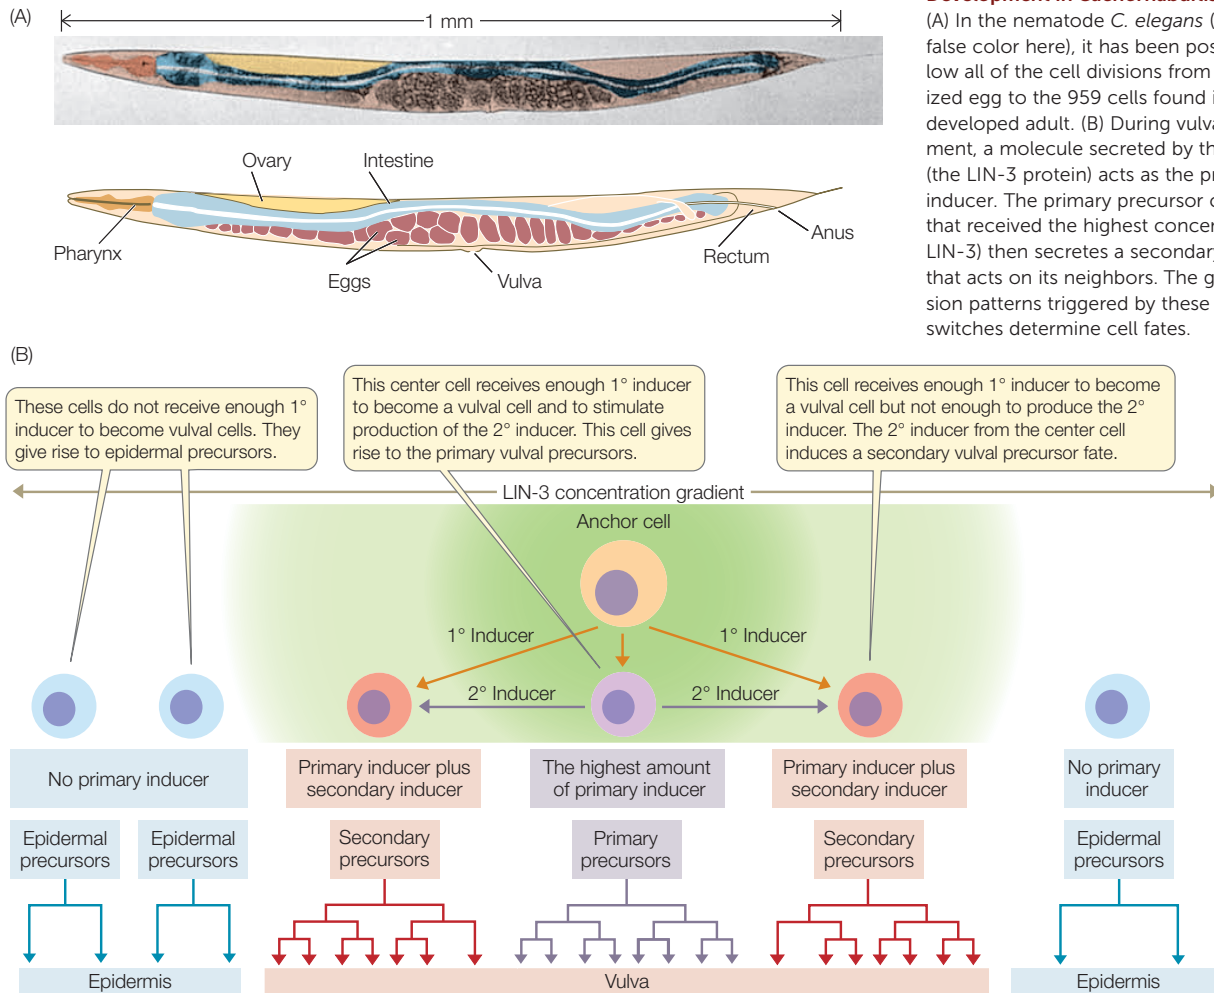 (A)
1 mm
Ovary
Intestine
Pharynx
Eggs
Vulva
Rectum
Anus
Development in
(A) In the nematode C. elegans (
false color here), it has been pos
low all of the cell divisions from
ized egg to the 959 cells found i
developed adult. (B) During vulva
ment, a molecule secreted by the
(the LIN-3 protein) acts as the pr
inducer. The primary precursor c
that received the highest concen
LIN-3) then secretes a secondary
that acts on its neighbors. The g
sion patterns triggered by these
switches determine cell fates.
(B)
These cells do not receive enough 1°
inducer to become vulval cells. They
give rise to epidermal precursors.
This center cell receives enough 1° inducer
to become a vulval cell and to stimulate
production of the 2° inducer. This cell gives
rise to the primary vulval precursors.
This cell receives enough 1° inducer to become
a vulval cell but not enough to produce the 2°
inducer. The 2° inducer from the center cell
induces a secondary vulval precursor fate.
LIN-3 concentration gradient
Anchor cell
1° Inducer
1° Inducer
2° Inducer
2° Inducer
No primary inducer
Primary inducer plus
secondary inducer
The highest amount
of primary inducer
Primary inducer plus
secondary inducer
No primary
inducer
Epidermal
precursors
Epidermal
precursors
Secondary
precursors
Primary
precursors
Secondary
precursors
Epidermal
precursors
Epidermis
Vulva
Epidermis